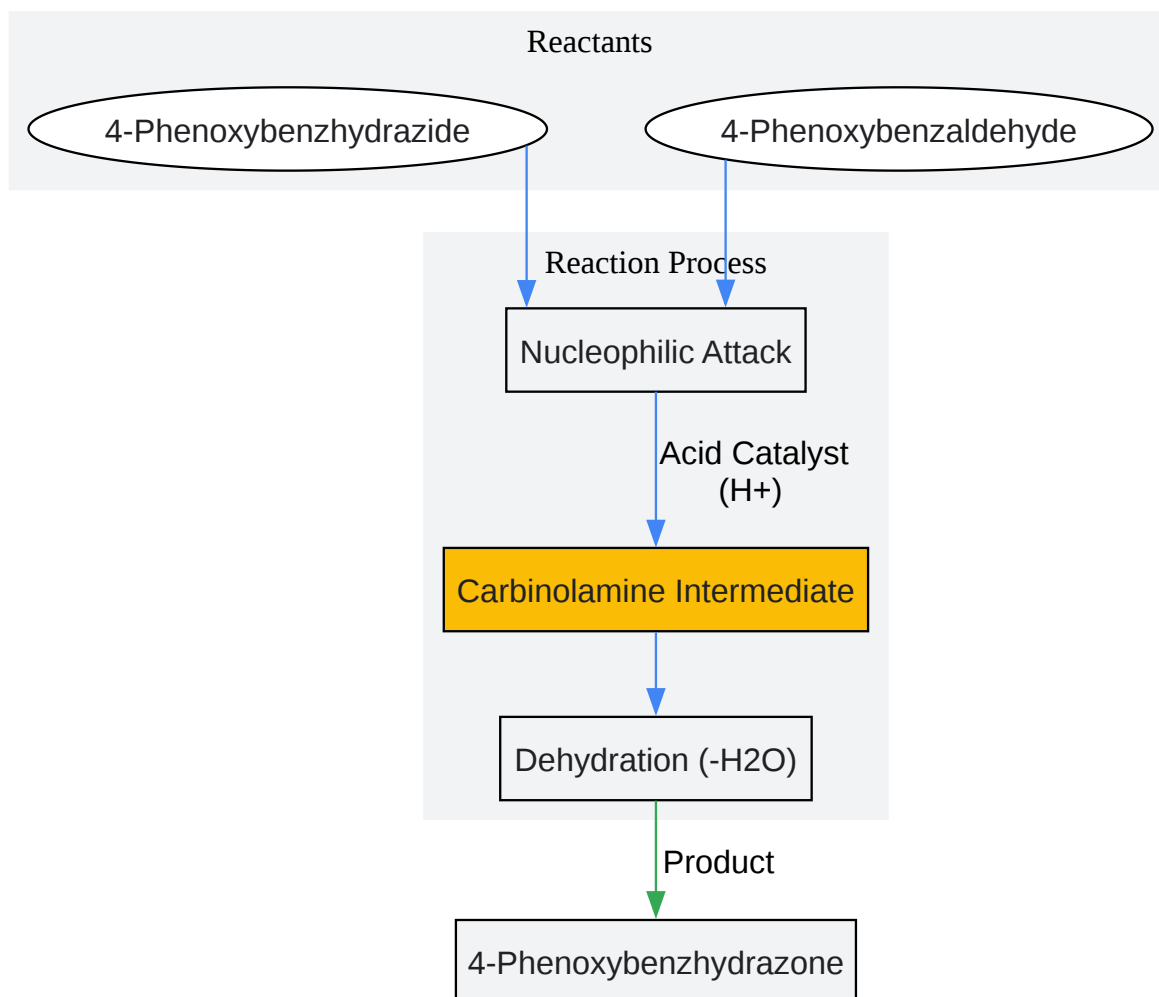 Reactants
4-Phenoxybenzhydrazide
4-Phenoxybenzaldehyde
Reaction Process
Nucleophilic Attack
Acid Catalyst
(H+)
Carbinolamine Intermediate
Dehydration (-H2O)
Product
4-Phenoxybenzhydrazone